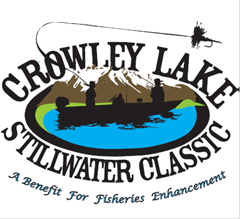 CROWLEY LAKE
STILLWATER CLASSIC
A Benefit For Fisheries Enhancement